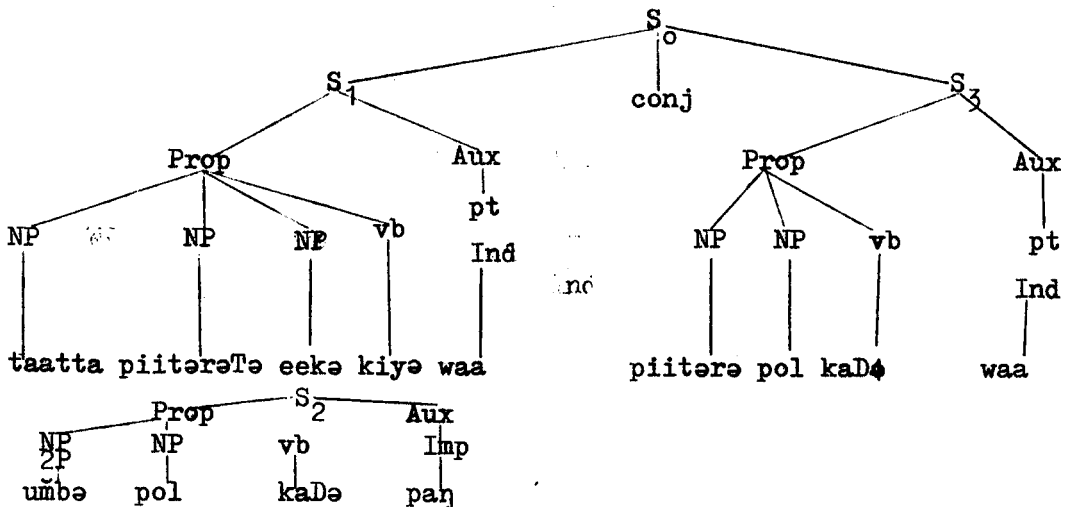 S₀
S₁ conj S₃
Prop Aux Prop Aux
pt
NP NP NP vb NP NP vb pt
Ind
Ind
taatta piitərəTə eekə kiyə waa piitərə pol kaDə waa
Prop S₂ Aux
NP NP vb Imp
2P
um̆bə pol kaDə paŋ